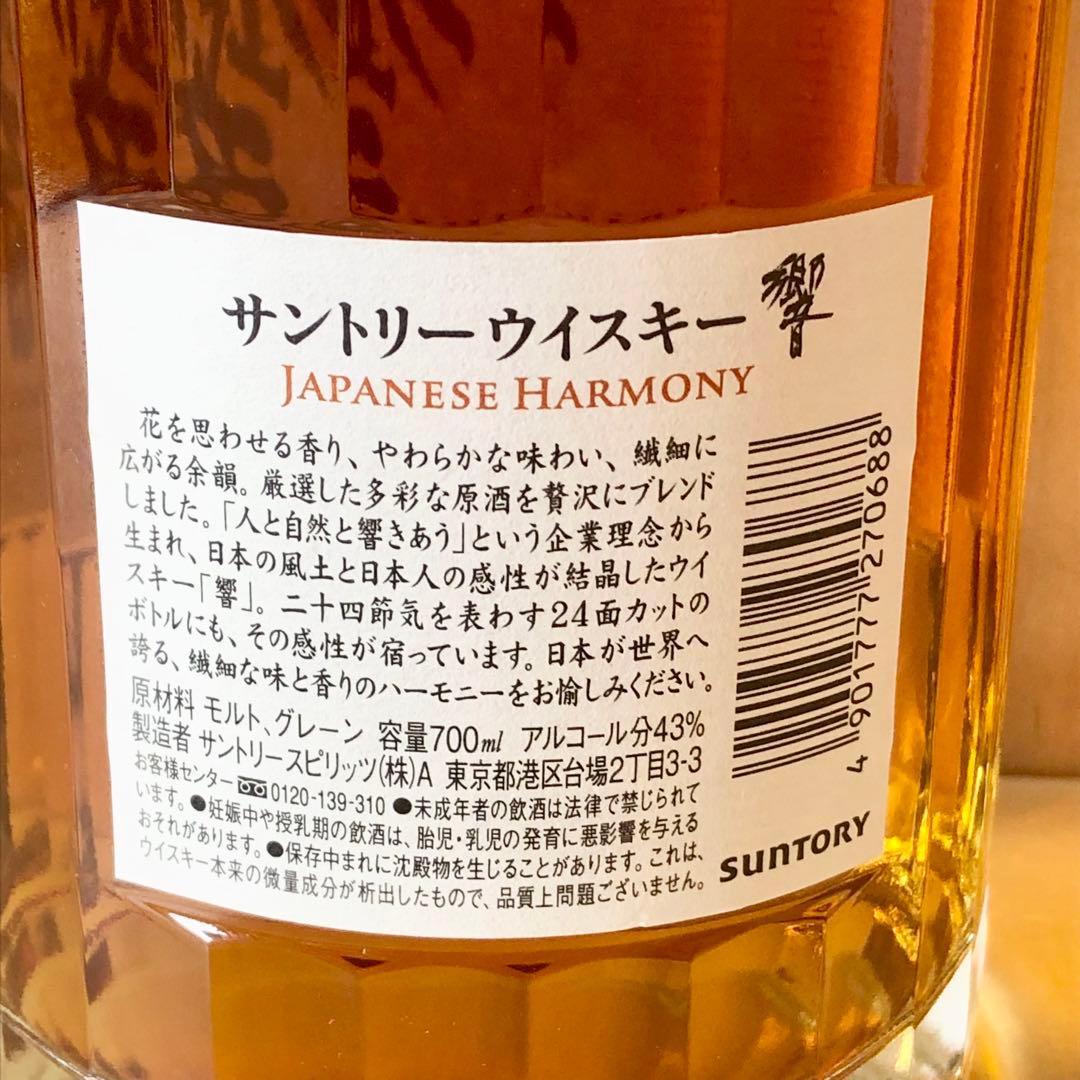 サントリーウイスキー 響
JAPANESE HARMONY
花を思わせる香り、やわらかな味わい、繊細に
広がる余韻。厳選した多彩な原酒を贅沢にブレンド
しました。「人と自然と響きあう」という企業理念から
生まれ、日本の風土と日本人の感性が結晶したウイ
スキー「響」。二十四節気を表わす24面カットの
ボトルにも、その感性が宿っています。日本が世界へ
誇る、繊細な味と香りのハーモニーをお愉しみください。
原材料 モルト、グレーン 容量700ml アルコール分43%
製造者 サントリースピリッツ(株)A 東京都港区台場2丁目3-3
お客様センター 0120-139-310 ●未成年者の飲酒は法律で禁じられて
います。●妊娠中や授乳期の飲酒は、胎児・乳児の発育に悪影響を与える
おそれがあります。●保存中まれに沈殿物を生じることがあります。これは、
ウイスキー本来の微量成分が析出したもので、品質上問題ございません。
4 901777 270688
SUNTORY